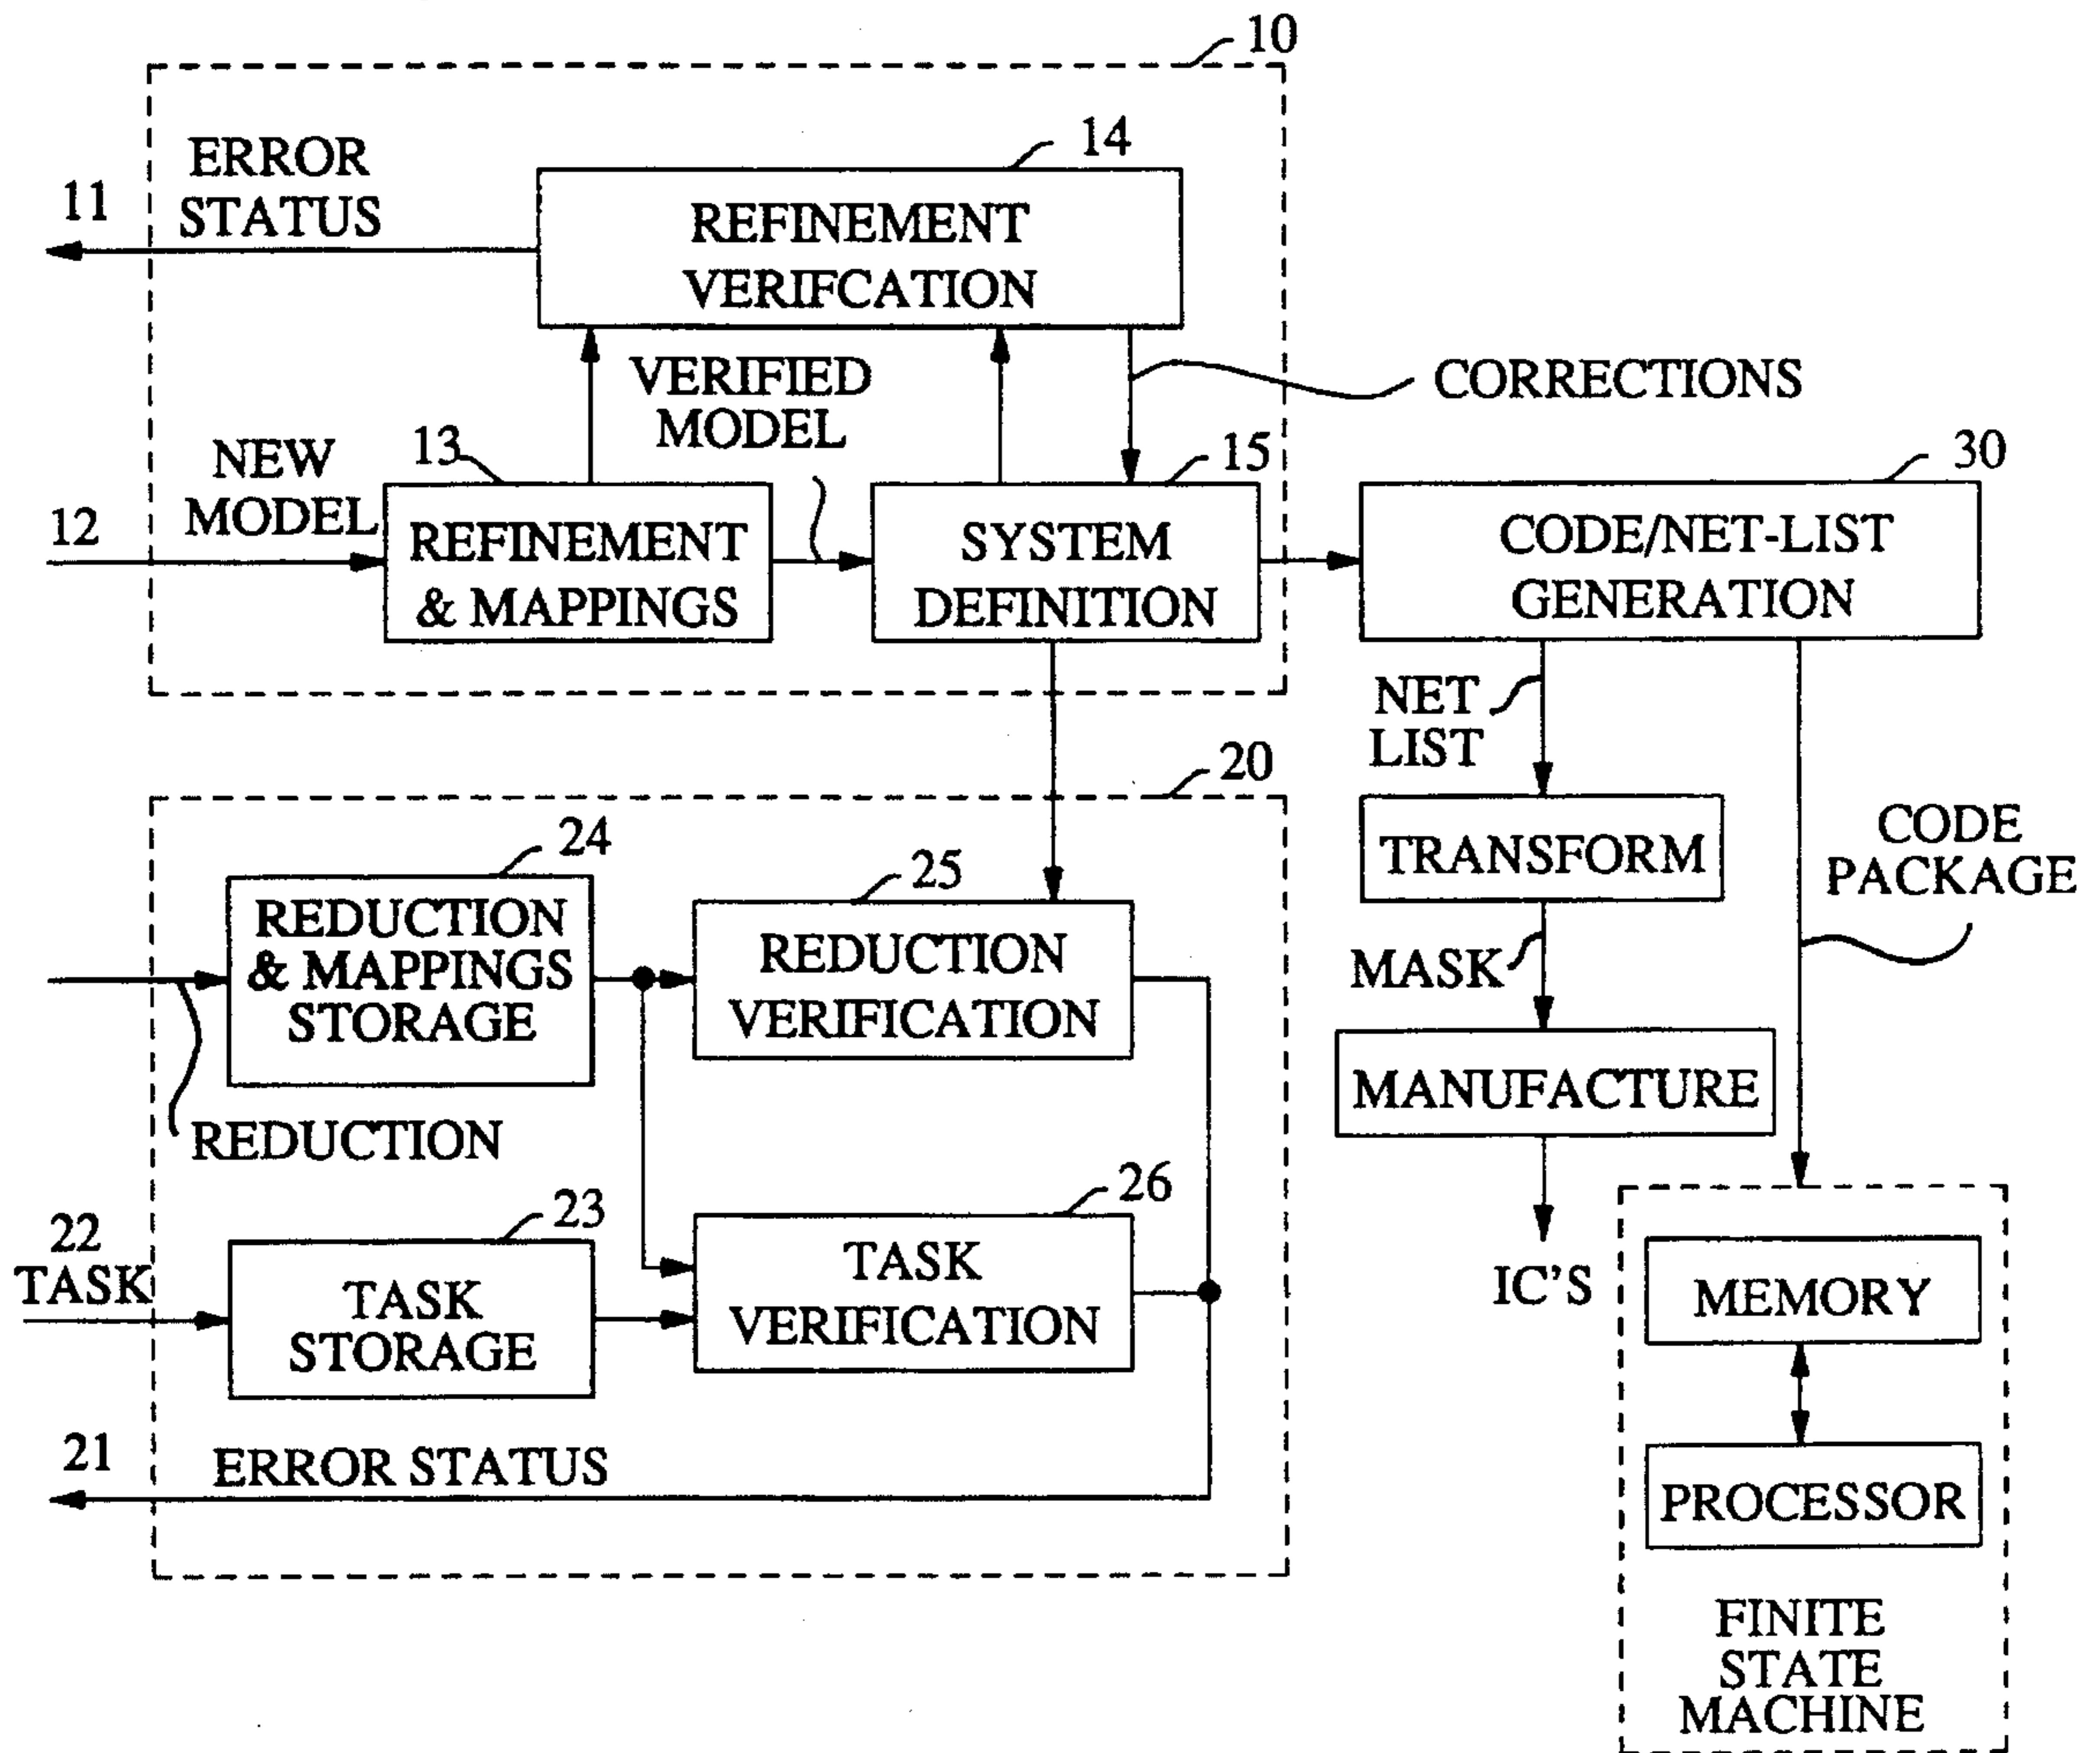 10
ERROR
STATUS
11
14
REFINEMENT
VERIFCATION
VERIFIED
MODEL
CORRECTIONS
NEW
MODEL
12
13
REFINEMENT
& MAPPINGS
15
SYSTEM
DEFINITION
30
CODE/NET-LIST
GENERATION
NET
LIST
TRANSFORM
MASK
MANUFACTURE
IC'S
CODE
PACKAGE
MEMORY
PROCESSOR
FINITE
STATE
MACHINE
20
24
REDUCTION
& MAPPINGS
STORAGE
REDUCTION
25
REDUCTION
VERIFICATION
22
TASK
23
TASK
STORAGE
26
TASK
VERIFICATION
21
ERROR STATUS